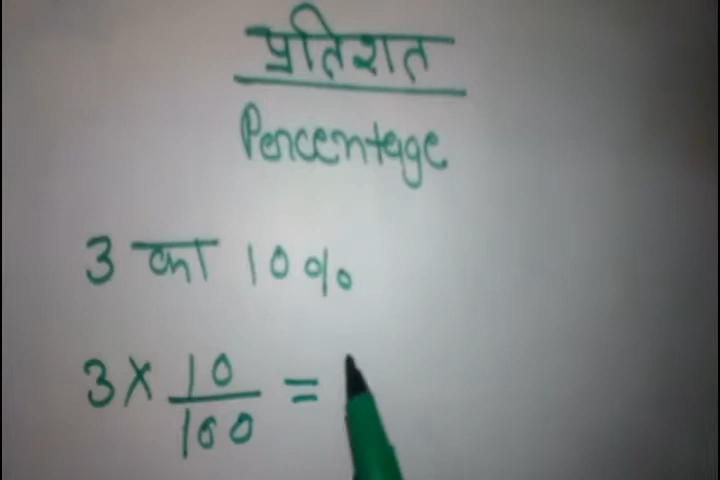 प्रतिशत
Percentage
3 का 10%
3 × 10/100 =